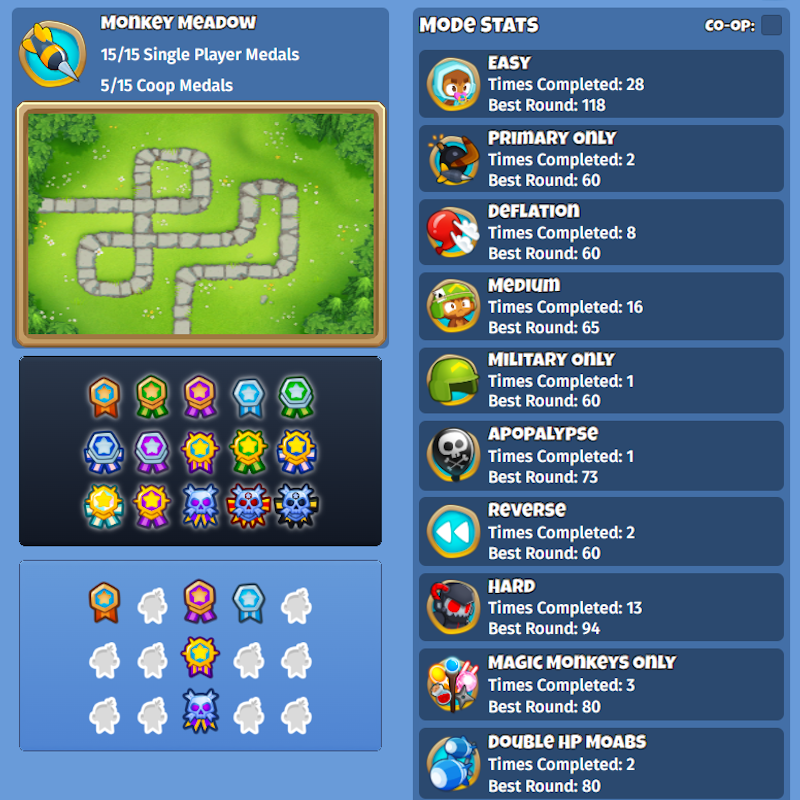 Monkey Meadow
15/15 Single Player Medals
5/15 Coop Medals
Mode Stats
Co-op:
Easy
Times Completed: 28
Best Round: 118
Primary Only
Times Completed: 2
Best Round: 60
Deflation
Times Completed: 8
Best Round: 60
Medium
Times Completed: 16
Best Round: 65
Military Only
Times Completed: 1
Best Round: 60
Apopalypse
Times Completed: 1
Best Round: 73
Reverse
Times Completed: 2
Best Round: 60
Hard
Times Completed: 13
Best Round: 94
Magic Monkeys Only
Times Completed: 3
Best Round: 80
Double HP MOABs
Times Completed: 2
Best Round: 80